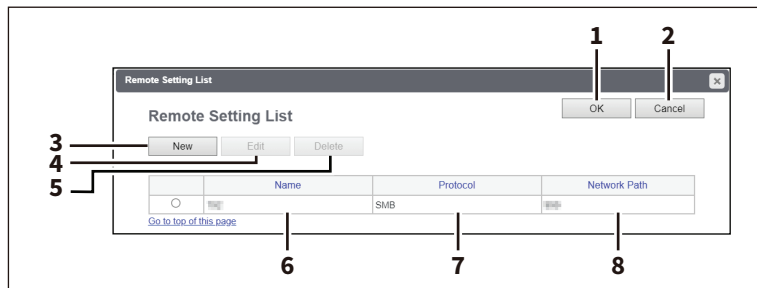 1 2
Remote Setting List
OK Cancel
Remote Setting List
3 New Edit Delete
4
5
Name Protocol Network Path
SMB
Go to top of this page
6 7 8